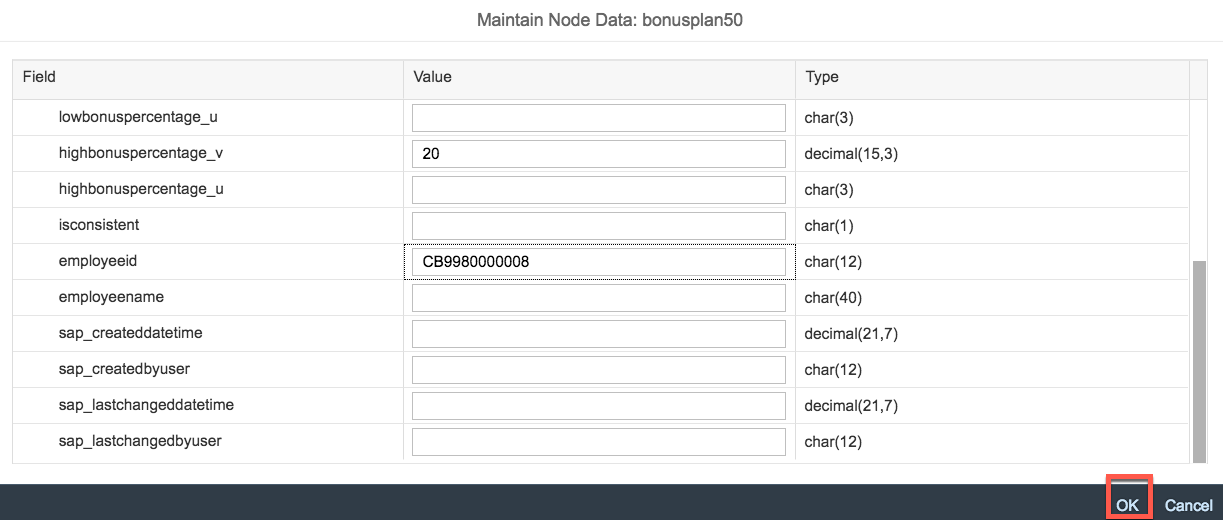 Maintain Node Data: bonusplan50
Field Value Type
lowbonuspercentage_u char(3)
highbonuspercentage_v 20 decimal(15,3)
highbonuspercentage_u char(3)
isconsistent char(1)
employeeid CB9980000008 char(12)
employeename char(40)
sap_createddatetime decimal(21,7)
sap_createdbyuser char(12)
sap_lastchangeddatetime decimal(21,7)
sap_lastchangedbyuser char(12)
OK Cancel